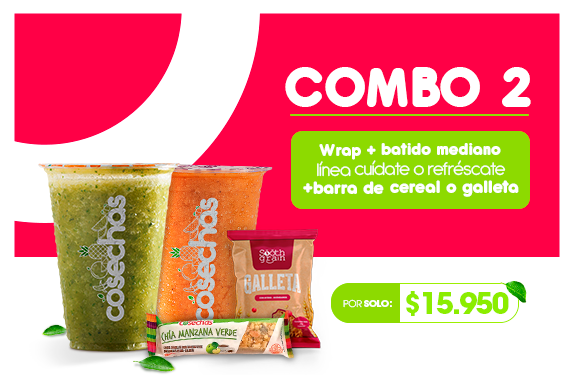 COMBO 2
Wrap + batido mediano
línea cuídate o refréscate
+barra de cereal o galleta
cosechas
cosechas
GALLETA
cosechas
CHÍA MANZANA VERDE
POR SOLO: $15.950